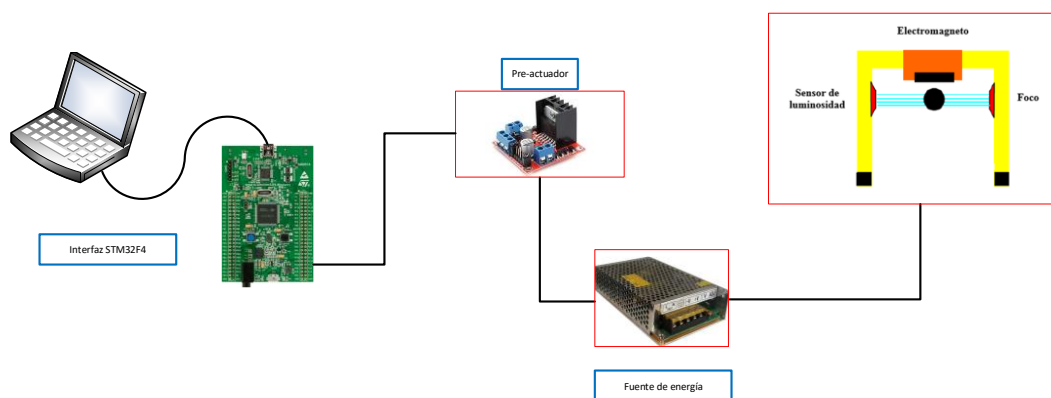 Electromagneto
Pre-actuador
Sensor de
luminosidad
Foco
Interfaz STM32F4
Fuente de energía